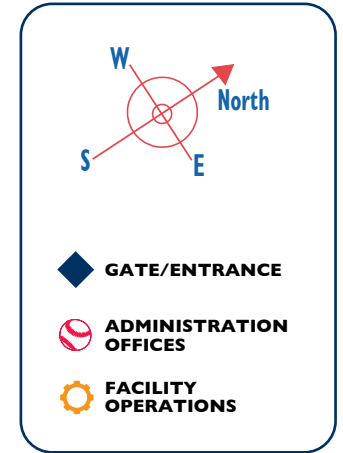 W
North
S
E
GATE/ENTRANCE
ADMINISTRATION
OFFICES
FACILITY
OPERATIONS